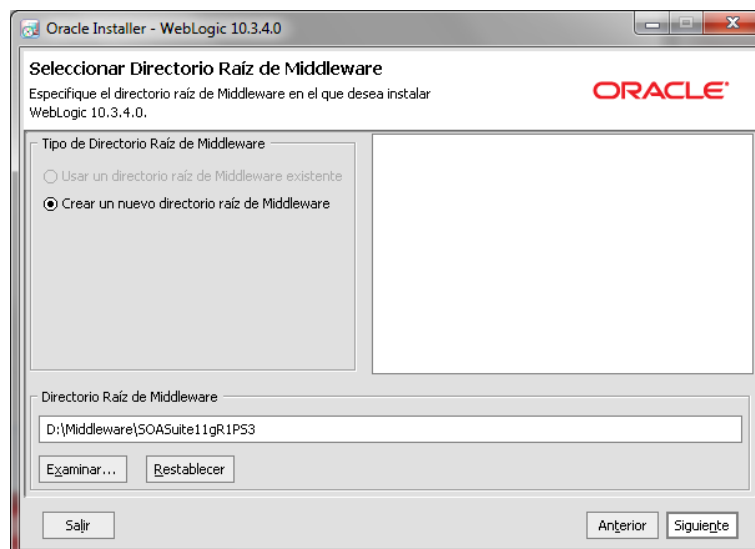 Oracle Installer - WebLogic 10.3.4.0
Seleccionar Directorio Raíz de Middleware
Especifique el directorio raíz de Middleware en el que desea instalar
WebLogic 10.3.4.0.
ORACLE
Tipo de Directorio Raíz de Middleware
Usar un directorio raíz de Middleware existente
Crear un nuevo directorio raíz de Middleware
Directorio Raíz de Middleware
D:\Middleware\SOASuite11gR1PS3
Examinar...
Restablecer
Salir
Anterior
Siguiente